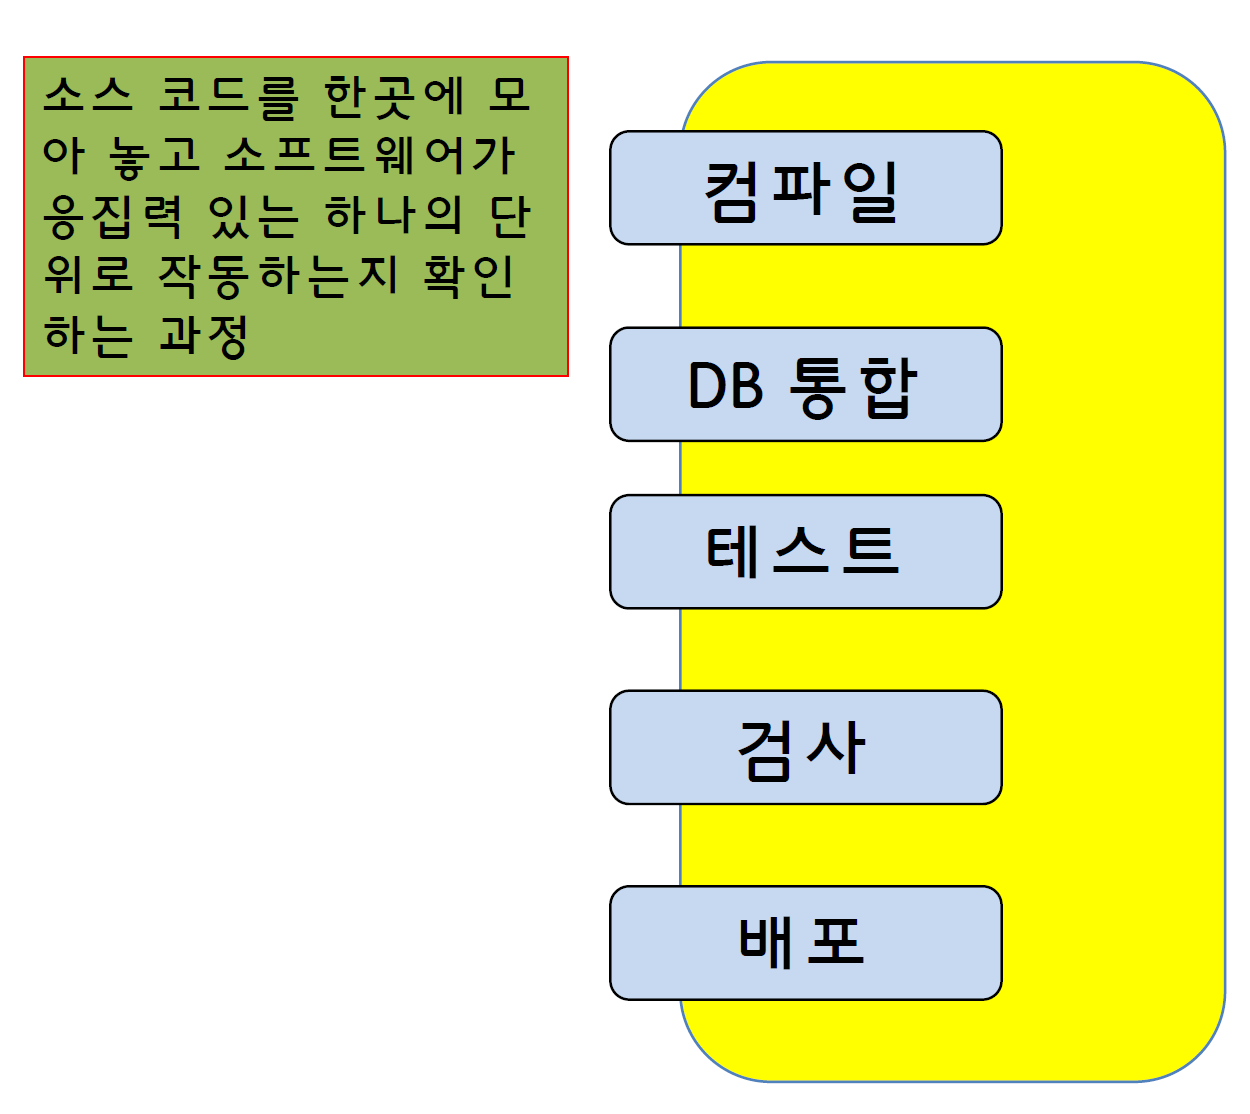 소스 코드를 한곳에 모
아 놓고 소프트웨어가
응집력 있는 하나의 단
위로 작동하는지 확인
하는 과정
컴파일
DB 통합
테스트
검사
배포